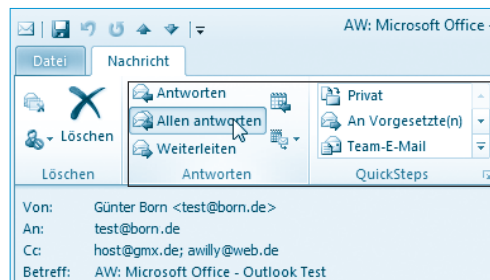 AW: Microsoft Office -
Datei Nachricht
Löschen
Antworten
Allen antworten
Weiterleiten
Privat
An Vorgesetzte(n)
Team-E-Mail
Löschen Antworten QuickSteps
Von: Günter Born <test@born.de>
An: test@born.de
Cc: host@gmx.de; awilly@web.de
Betreff: AW: Microsoft Office - Outlook Test